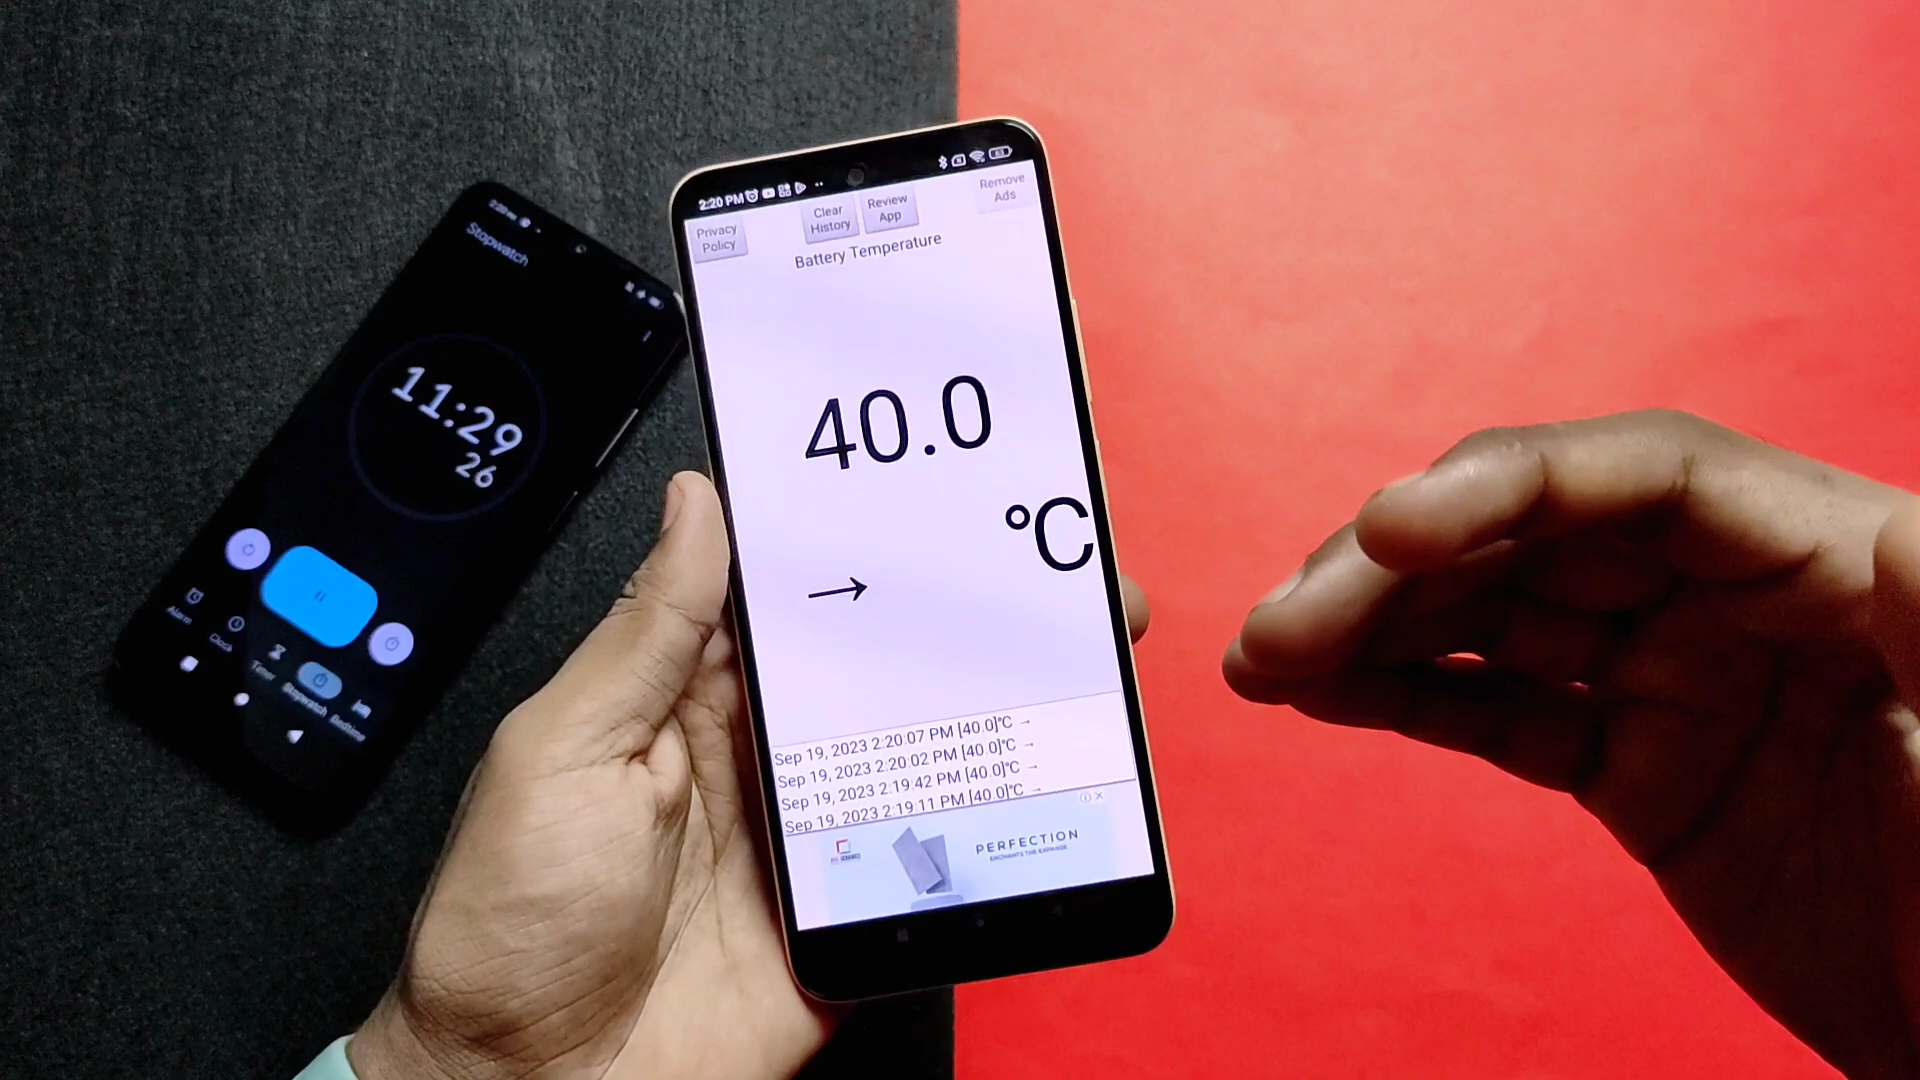 Stopwatch
11:29
26
Alarm
Clock
Timer
Stopwatch
Bedtime
2:20 PM
Privacy
Policy
Clear
History
Review
App
Remove
Ads
Battery Temperature
40.0
°C
→
Sep 19, 2023 2:20:07 PM [40.0]°C →
Sep 19, 2023 2:20:02 PM [40.0]°C →
Sep 19, 2023 2:19:42 PM [40.0]°C →
Sep 19, 2023 2:19:11 PM [40.0]°C →
PERFECTION
ENCHANTS THE EXPANSE